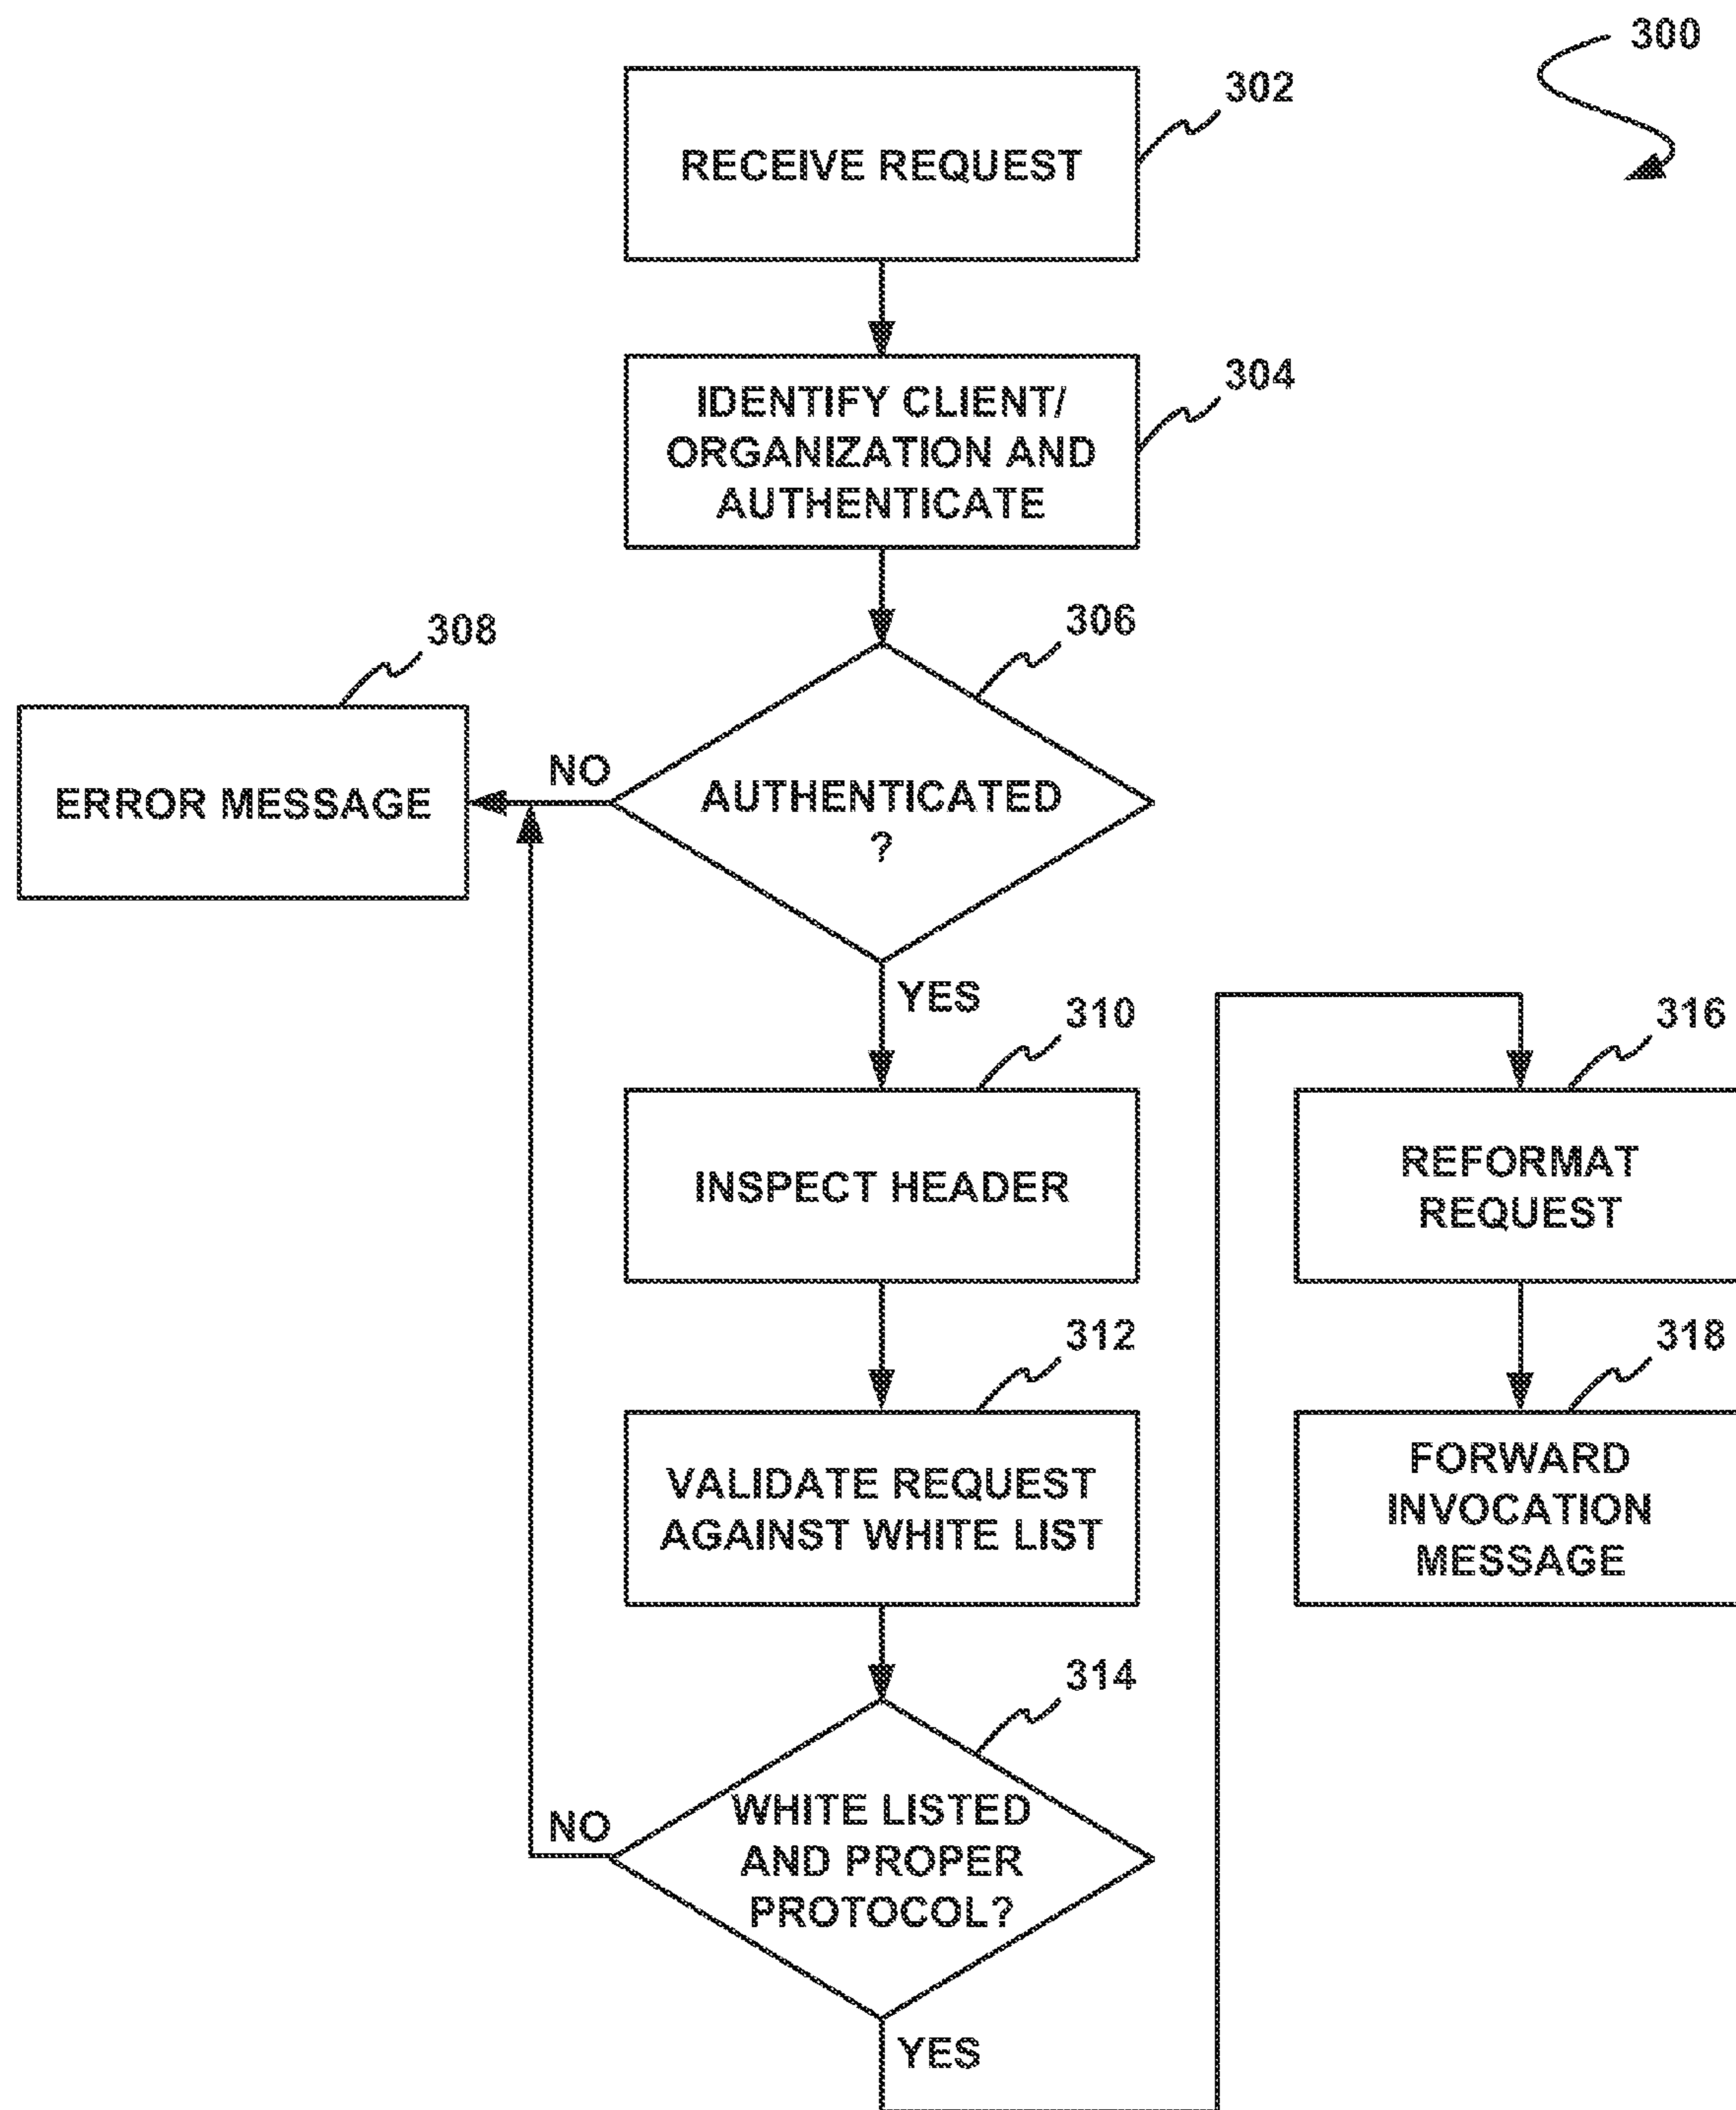 300
302
RECEIVE REQUEST
304
IDENTIFY CLIENT/
ORGANIZATION AND
AUTHENTICATE
306
308
NO
ERROR MESSAGE
AUTHENTICATED
?
YES
310
INSPECT HEADER
312
VALIDATE REQUEST
AGAINST WHITE LIST
314
NO
WHITE LISTED
AND PROPER
PROTOCOL?
YES
316
REFORMAT
REQUEST
318
FORWARD
INVOCATION
MESSAGE